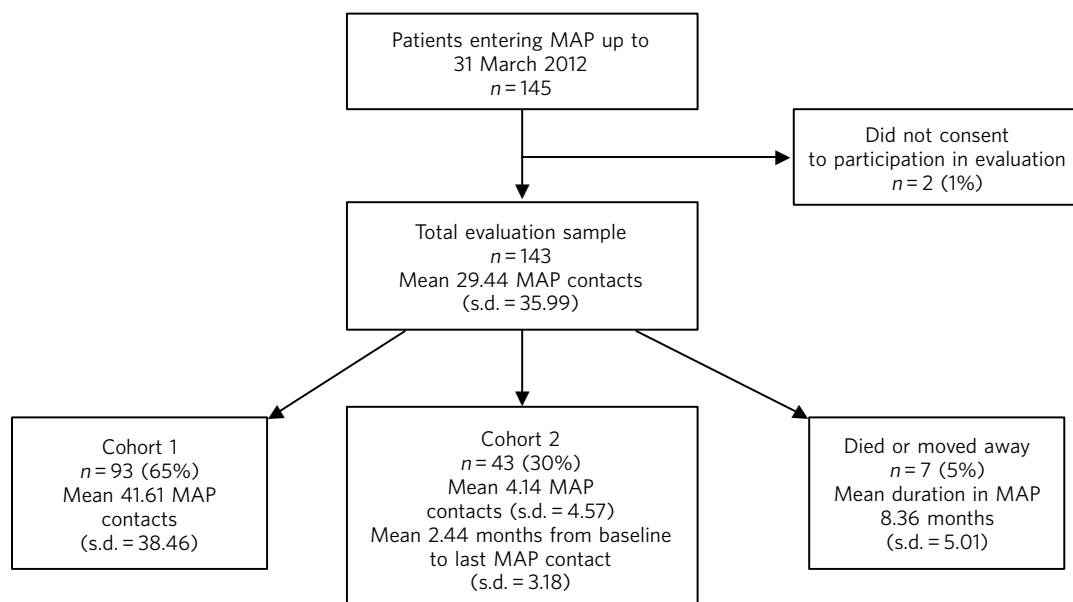 Patients entering MAP up to
31 March 2012
n = 145
Did not consent
to participation in evaluation
n = 2 (1%)
Total evaluation sample
n = 143
Mean 29.44 MAP contacts
(s.d. = 35.99)
Cohort 1
n = 93 (65%)
Mean 41.61 MAP
contacts
(s.d. = 38.46)
Cohort 2
n = 43 (30%)
Mean 4.14 MAP
contacts (s.d. = 4.57)
Mean 2.44 months from baseline
to last MAP contact
(s.d. = 3.18)
Died or moved away
n = 7 (5%)
Mean duration in MAP
8.36 months
(s.d. = 5.01)